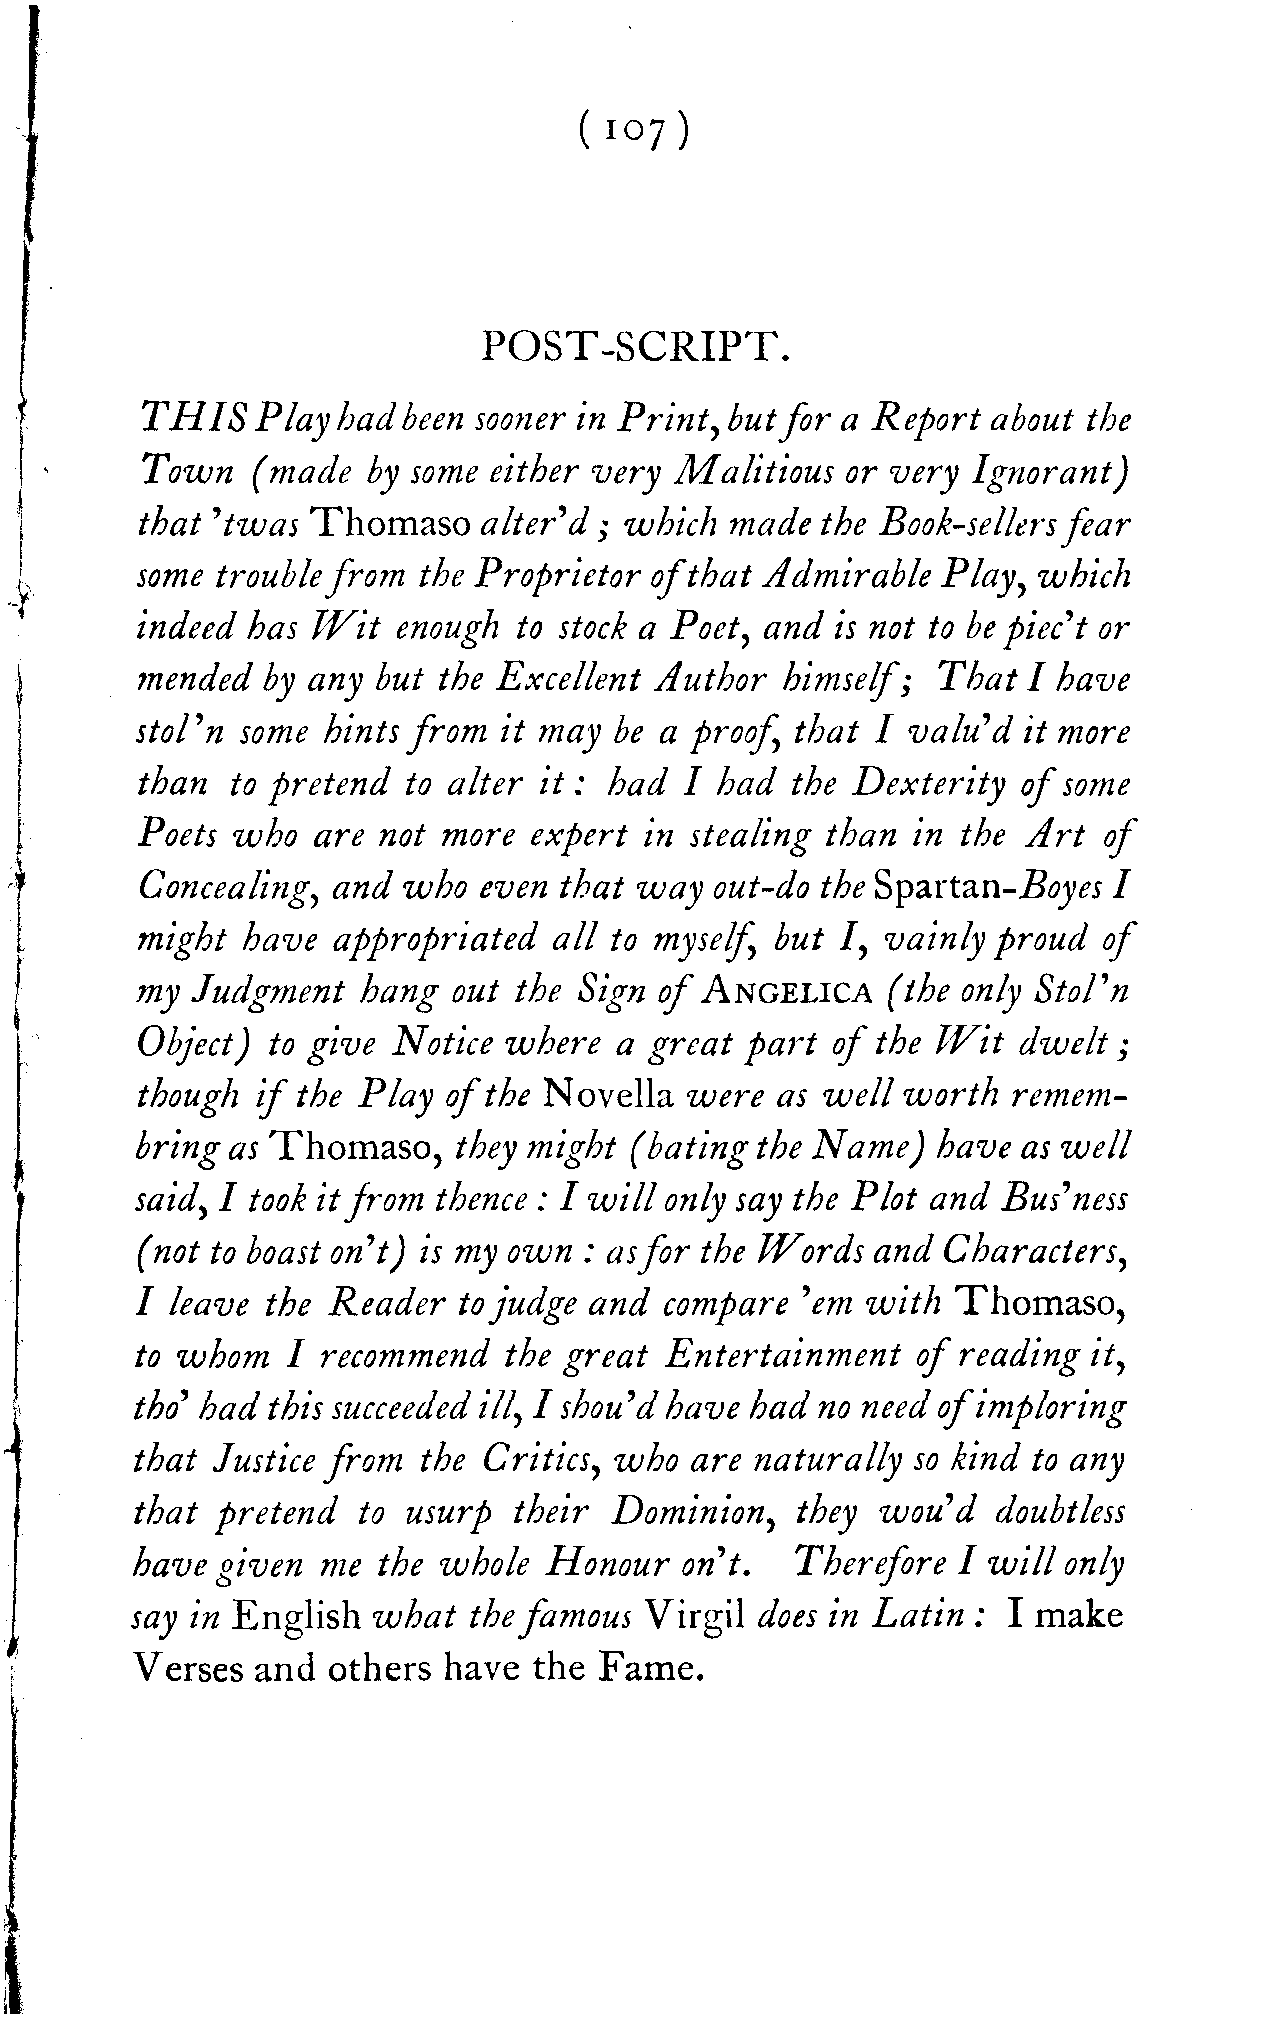 ( 107 )
POST-SCRIPT.
THIS Play had been sooner in Print, but for a Report about the
Town (made by some either very Malitious or very Ignorant)
that 'twas Thomaso alter'd ; which made the Book-sellers fear
some trouble from the Proprietor of that Admirable Play, which
indeed has Wit enough to stock a Poet, and is not to be piec't or
mended by any but the Excellent Author himself ; That I have
stol'n some hints from it may be a proof, that I valu'd it more
than to pretend to alter it : had I had the Dexterity of some
Poets who are not more expert in stealing than in the Art of
Concealing, and who even that way out-do the Spartan-Boyes I
might have appropriated all to myself, but I, vainly proud of
my Judgment hang out the Sign of ANGELICA (the only Stol'n
Object) to give Notice where a great part of the Wit dwelt ;
though if the Play of the Novella were as well worth remem-
bring as Thomaso, they might (bating the Name) have as well
said, I took it from thence : I will only say the Plot and Bus'ness
(not to boast on't) is my own : as for the Words and Characters,
I leave the Reader to judge and compare 'em with Thomaso,
to whom I recommend the great Entertainment of reading it,
tho' had this succeeded ill, I shou'd have had no need of imploring
that Justice from the Critics, who are naturally so kind to any
that pretend to usurp their Dominion, they wou'd doubtless
have given me the whole Honour on't. Therefore I will only
say in English what the famous Virgil does in Latin : I make
Verses and others have the Fame.